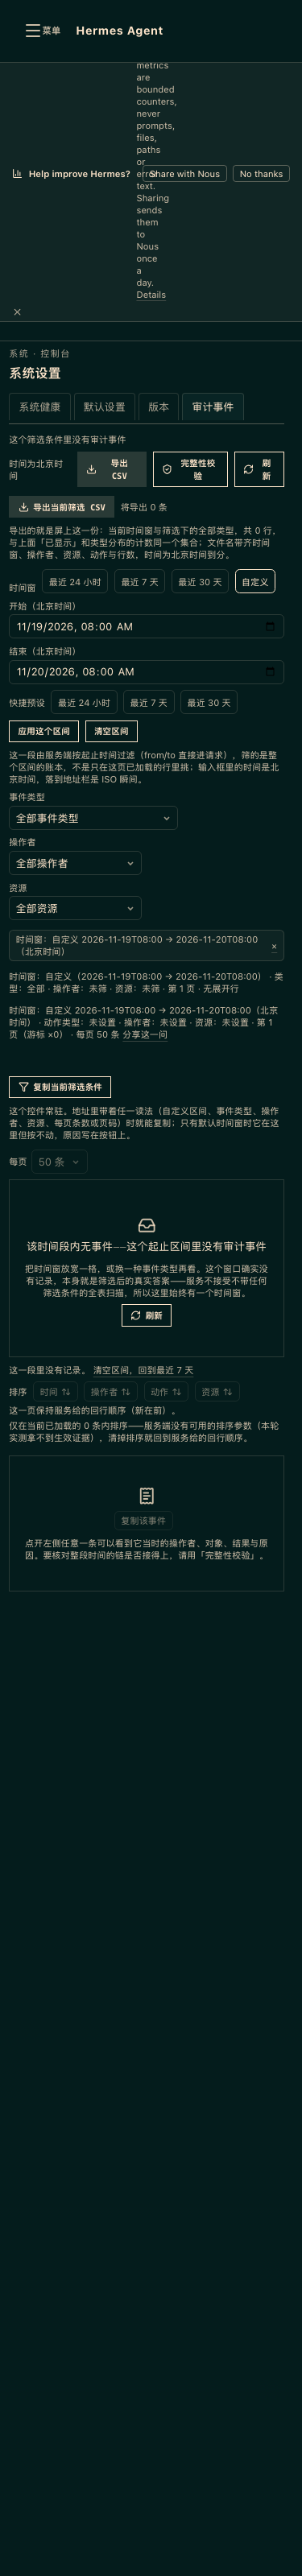 菜单 Hermes Agent
metrics
are
bounded
counters,
never
prompts,
files,
paths
or
Help improve Hermes? error Share with Nous No thanks
text.
Sharing
sends
them
to
Nous
once
a
day.
Details
×
系统 · 控制台
系统设置
系统健康 默认设置 版本 审计事件
这个筛选条件里没有审计事件
时间为北京时间 导出 CSV 完整性校验 刷新
导出当前筛选 CSV 将导出 0 条
导出的就是屏上这一份：当前时间窗与筛选下的全部类型，共 0 行，
与上面「已显示」和类型分布的计数同一个集合；文件名带齐时间
窗、操作者、资源、动作与行数，时间为北京时间到分。
时间窗 最近 24 小时 最近 7 天 最近 30 天 自定义
开始（北京时间）
11/19/2026, 08:00 AM
结束（北京时间）
11/20/2026, 08:00 AM
快捷预设 最近 24 小时 最近 7 天 最近 30 天
应用这个区间 清空区间
这一段由服务端按起止时间过滤（from/to 直接进请求），筛的是整
个区间的账本，不是只在这页已加载的行里挑；输入框里的时间是北
京时间，落到地址栏是 ISO 瞬间。
事件类型
全部事件类型
操作者
全部操作者
资源
全部资源
时间窗：自定义 2026-11-19T08:00 → 2026-11-20T08:00
（北京时间） ×
时间窗：自定义（2026-11-19T08:00 → 2026-11-20T08:00） · 类
型：全部 · 操作者：未筛 · 资源：未筛 · 第 1 页 · 无展开行
时间窗：自定义 2026-11-19T08:00 → 2026-11-20T08:00（北京
时间） · 动作类型：未设置 · 操作者：未设置 · 资源：未设置 · 第 1
页（游标 ×0） · 每页 50 条 分享这一问
复制当前筛选条件
这个控件常驻。地址里带着任一读法（自定义区间、事件类型、操作
者、资源、每页条数或页码）时就能复制；只有默认时间窗时它在这
里但按不动，原因写在按钮上。
每页 50 条
该时间段内无事件——这个起止区间里没有审计事件
把时间窗放宽一格，或换一种事件类型再看。这个窗口确实没
有记录，本身就是筛选后的真实答案——服务不接受不带任何
筛选条件的全表扫描，所以这里始终有一个时间窗。
刷新
这一段里没有记录。 清空区间，回到最近 7 天
排序 时间 ⇅ 操作者 ⇅ 动作 ⇅ 资源 ⇅
这一页保持服务给的回行顺序（新在前）。
仅在当前已加载的 0 条内排序——服务端没有可用的排序参数（本轮
实测拿不到生效证据），清掉排序就回到服务给的回行顺序。
复制该事件
点开左侧任意一条可以看到它当时的操作者、对象、结果与原
因。要核对整段时间的链是否接得上，请用「完整性校验」。